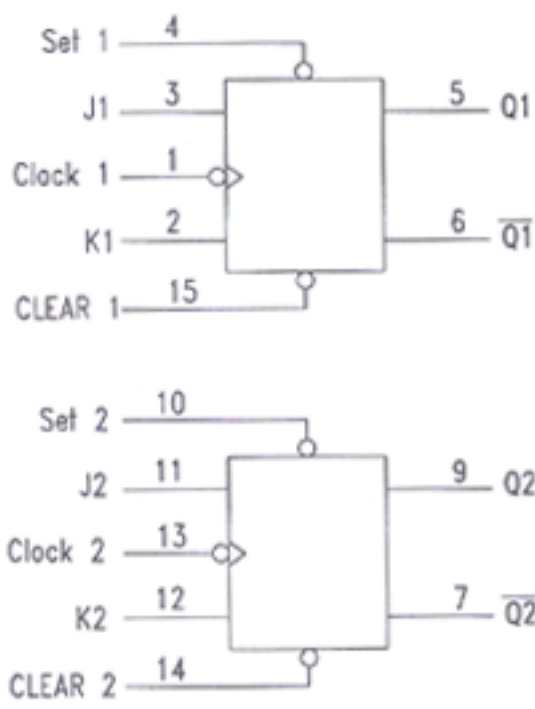 Set 1 4
J1 3 5 Q1
Clock 1 1
K1 2 6 Q1
CLEAR 1 15
Set 2 10
J2 11 9 Q2
Clock 2 13
K2 12 7 Q2
CLEAR 2 14